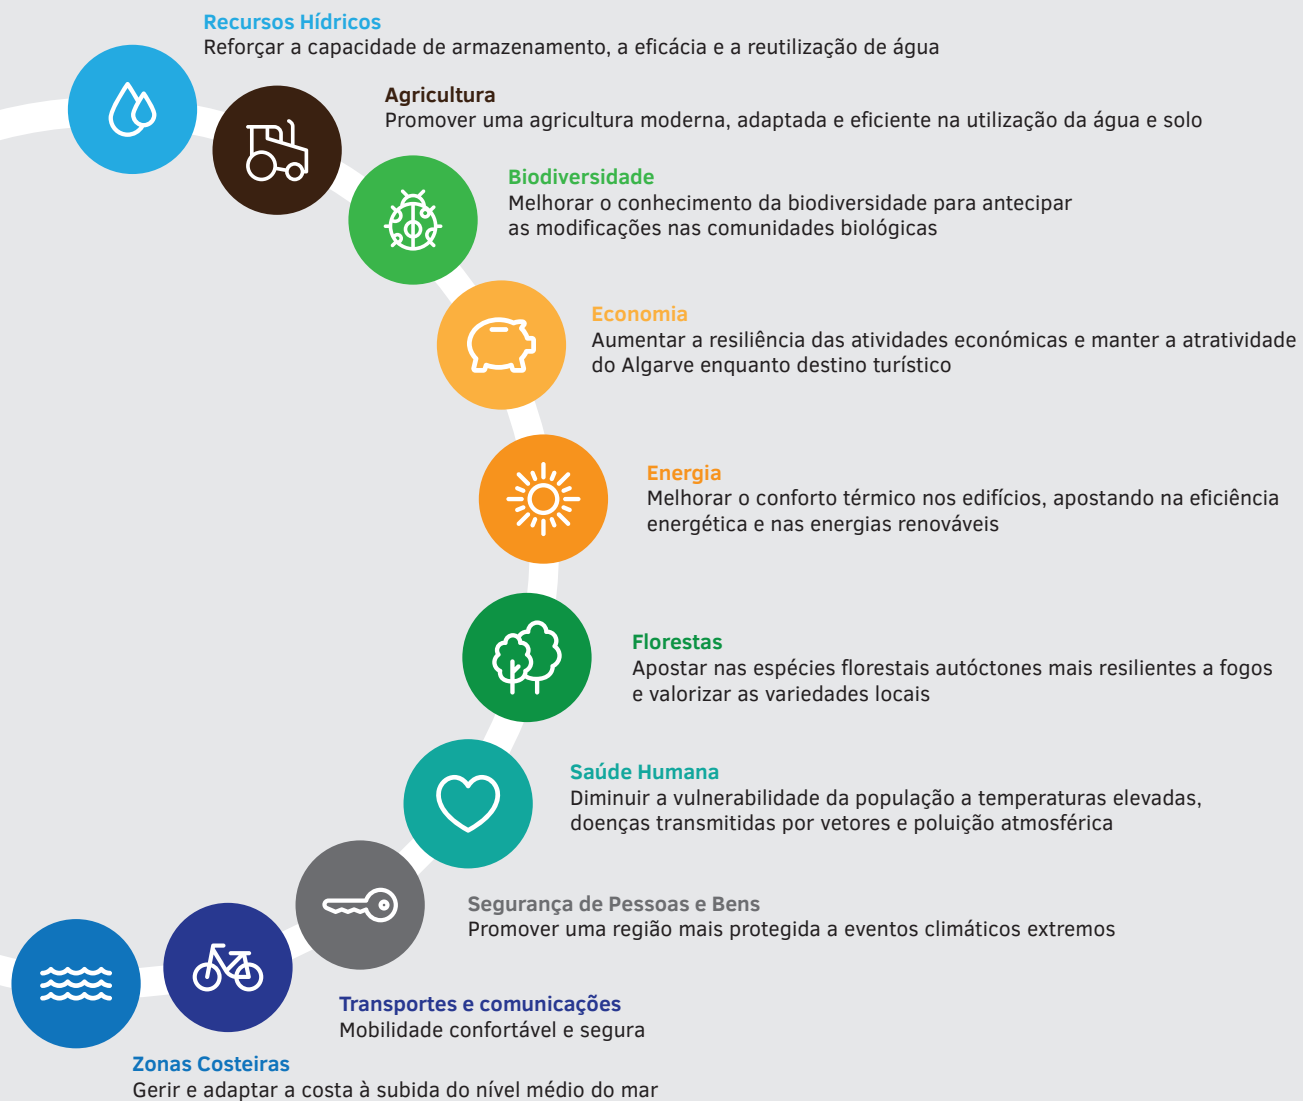 Recursos Hídricos
Reforçar a capacidade de armazenamento, a eficácia e a reutilização de água
Agricultura
Promover uma agricultura moderna, adaptada e eficiente na utilização da água e solo
Biodiversidade
Melhorar o conhecimento da biodiversidade para antecipar
as modificações nas comunidades biológicas
Economia
Aumentar a resiliência das atividades económicas e manter a atratividade
do Algarve enquanto destino turístico
Energia
Melhorar o conforto térmico nos edifícios, apostando na eficiência
energética e nas energias renováveis
Florestas
Apostar nas espécies florestais autóctones mais resilientes a fogos
e valorizar as variedades locais
Saúde Humana
Diminuir a vulnerabilidade da população a temperaturas elevadas,
doenças transmitidas por vetores e poluição atmosférica
Segurança de Pessoas e Bens
Promover uma região mais protegida a eventos climáticos extremos
Transportes e comunicações
Mobilidade confortável e segura
Zonas Costeiras
Gerir e adaptar a costa à subida do nível médio do mar